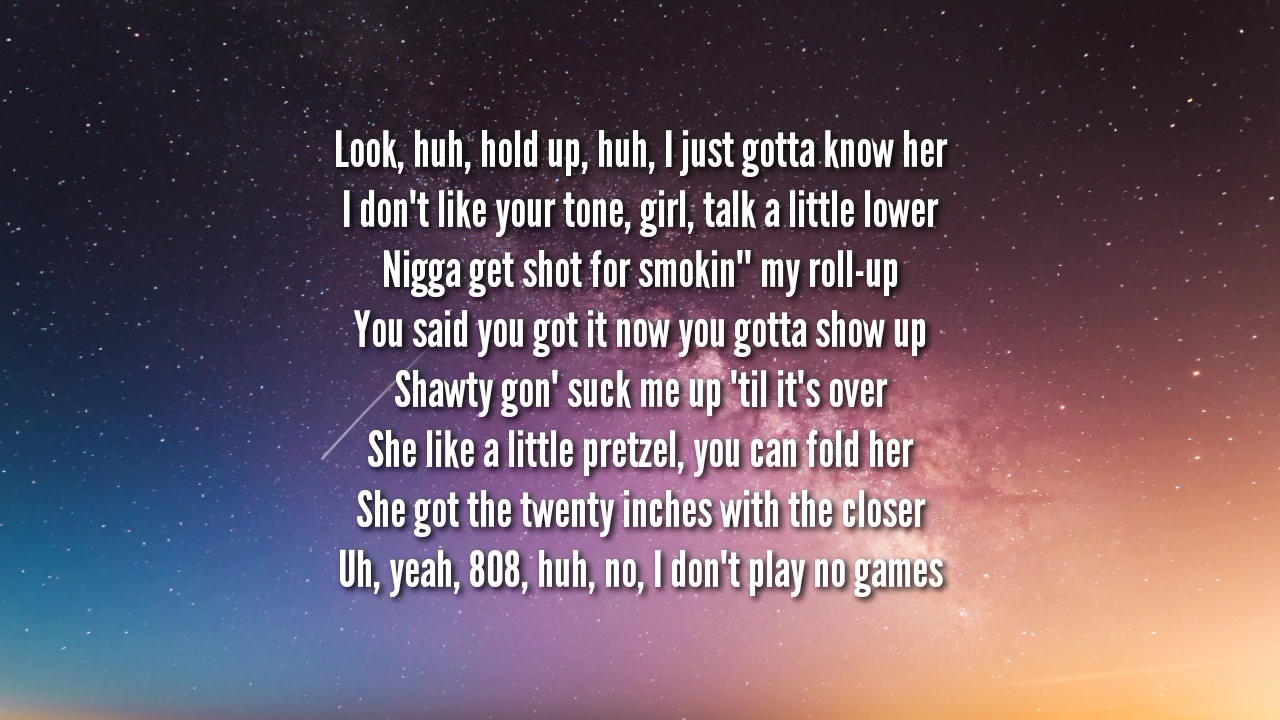 Look, huh, hold up, huh, I just gotta know her
I don't like your tone, girl, talk a little lower
Nigga get shot for smokin" my roll-up
You said you got it now you gotta show up
Shawty gon' suck me up 'til it's over
She like a little pretzel, you can fold her
She got the twenty inches with the closer
Uh, yeah, 808, huh, no, I don't play no games